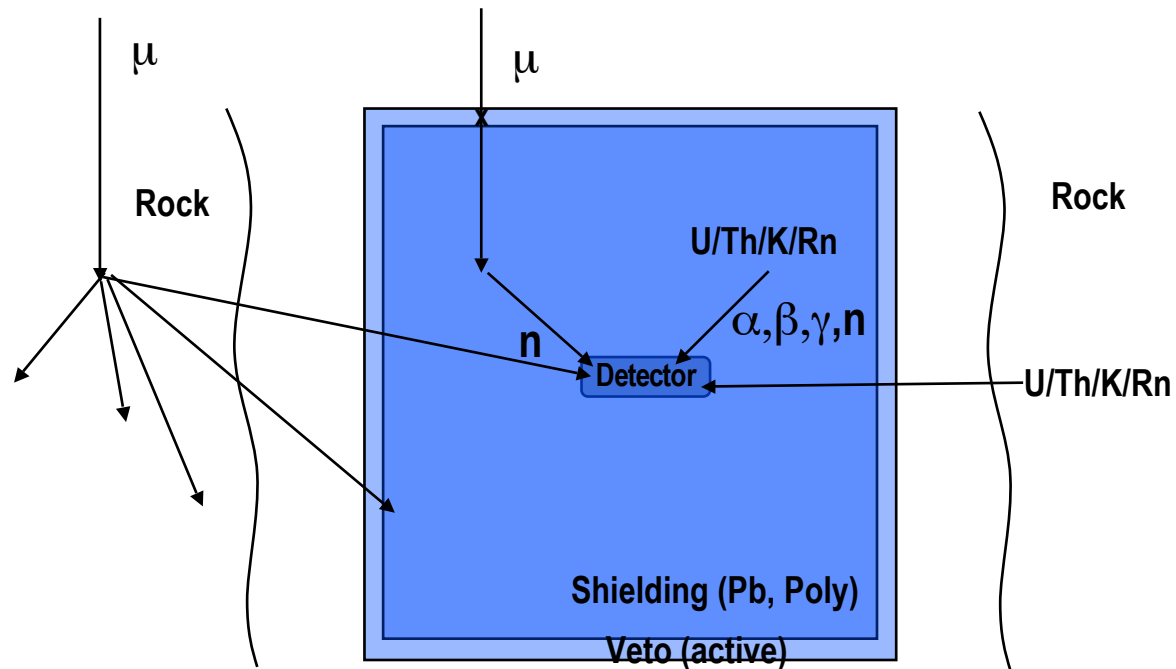 μ
μ
Rock
Rock
U/Th/K/Rn
α,β,γ,n
n
Detector
U/Th/K/Rn
Shielding (Pb, Poly)
Veto (active)